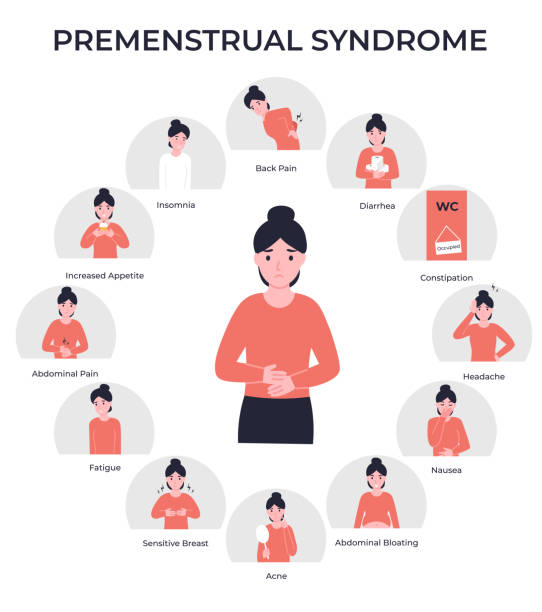 PREMENSTRUAL SYNDROME
Back Pain
Insomnia
Diarrhea
WC
Occupied
Increased Appetite
Constipation
Abdominal Pain
Headache
Fatigue
Nausea
Sensitive Breast
Abdominal Bloating
Acne